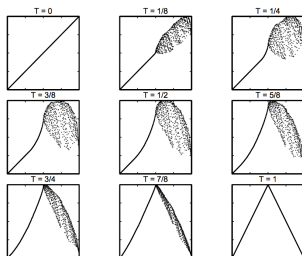 T = 0
T = 1/8
T = 1/4
T = 3/8
T = 1/2
T = 5/8
T = 3/4
T = 7/8
T = 1